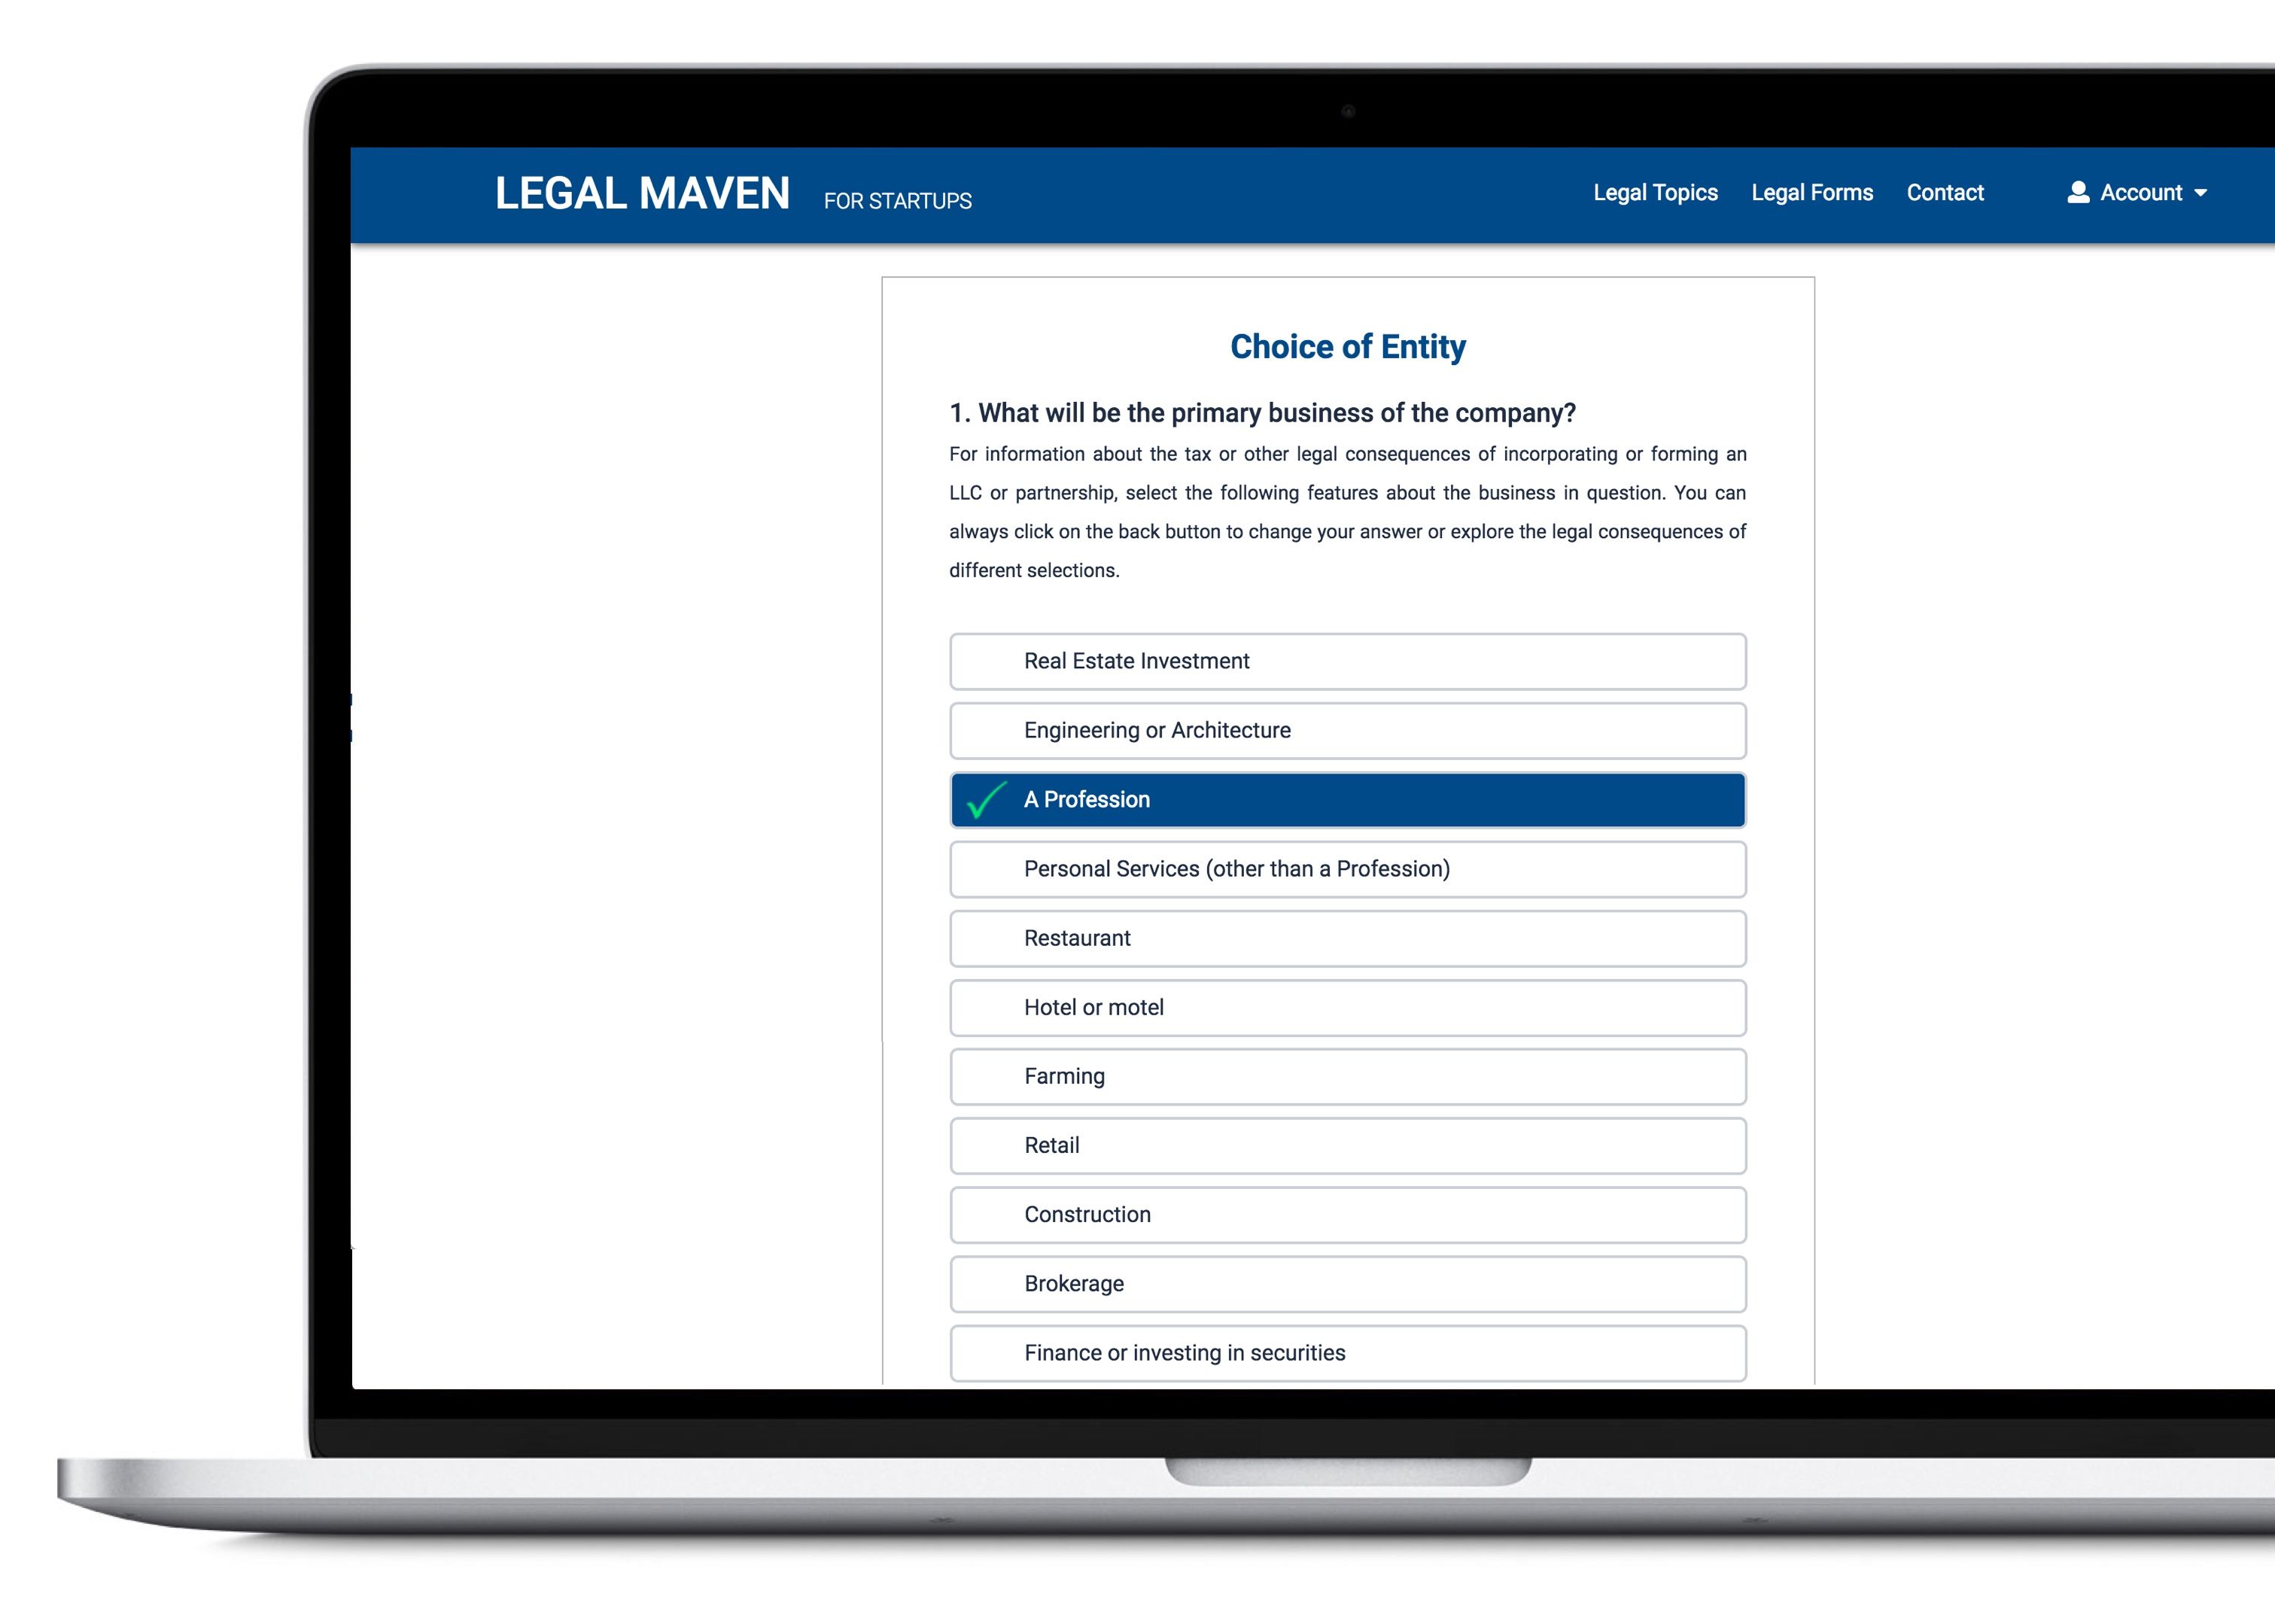 LEGAL MAVEN FOR STARTUPS Legal Topics Legal Forms Contact Account
Choice of Entity
1. What will be the primary business of the company?
For information about the tax or other legal consequences of incorporating or forming an
LLC or partnership, select the following features about the business in question. You can
always click on the back button to change your answer or explore the legal consequences of
different selections.
Real Estate Investment
Engineering or Architecture
A Profession
Personal Services (other than a Profession)
Restaurant
Hotel or motel
Farming
Retail
Construction
Brokerage
Finance or investing in securities